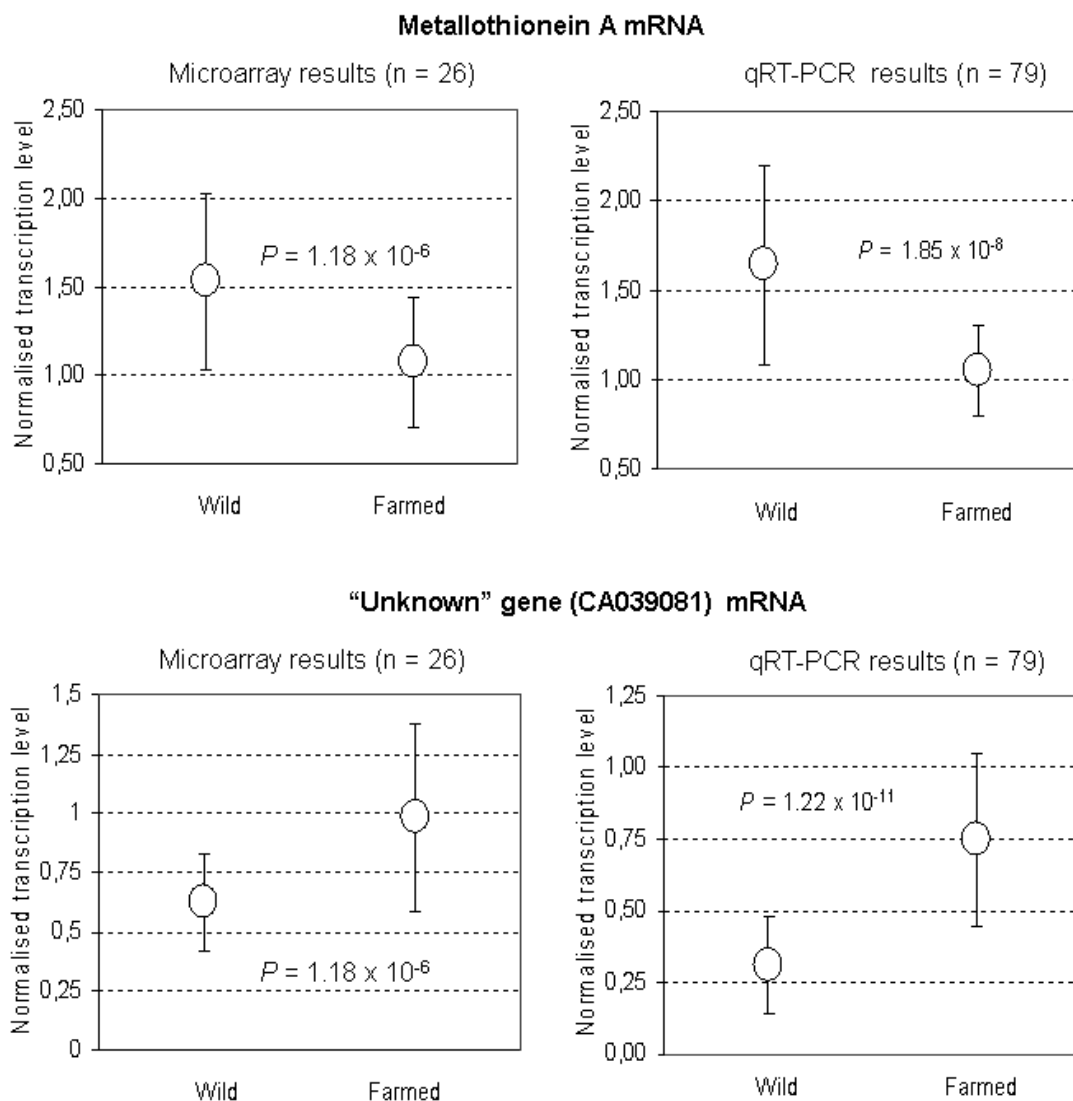 Metallothionein A mRNA
Microarray results (n = 26)
qRT-PCR results (n = 79)
Normalised transcription level
2,50
2,00
1,50
1,00
0,50
P = 1.18 x 10-6
Wild
Farmed
Normalised transcription level
2,50
2,00
1,50
1,00
0,50
P = 1.85 x 10-8
Wild
Farmed
“Unknown” gene (CA039081) mRNA
Microarray results (n = 26)
qRT-PCR results (n = 79)
Normalised transcription level
1,5
1,25
1
0,75
0,5
0,25
0
P = 1.18 x 10-6
Wild
Farmed
Normalised transcription level
1,25
1,00
0,75
0,50
0,25
0,00
P = 1.22 x 10-11
Wild
Farmed